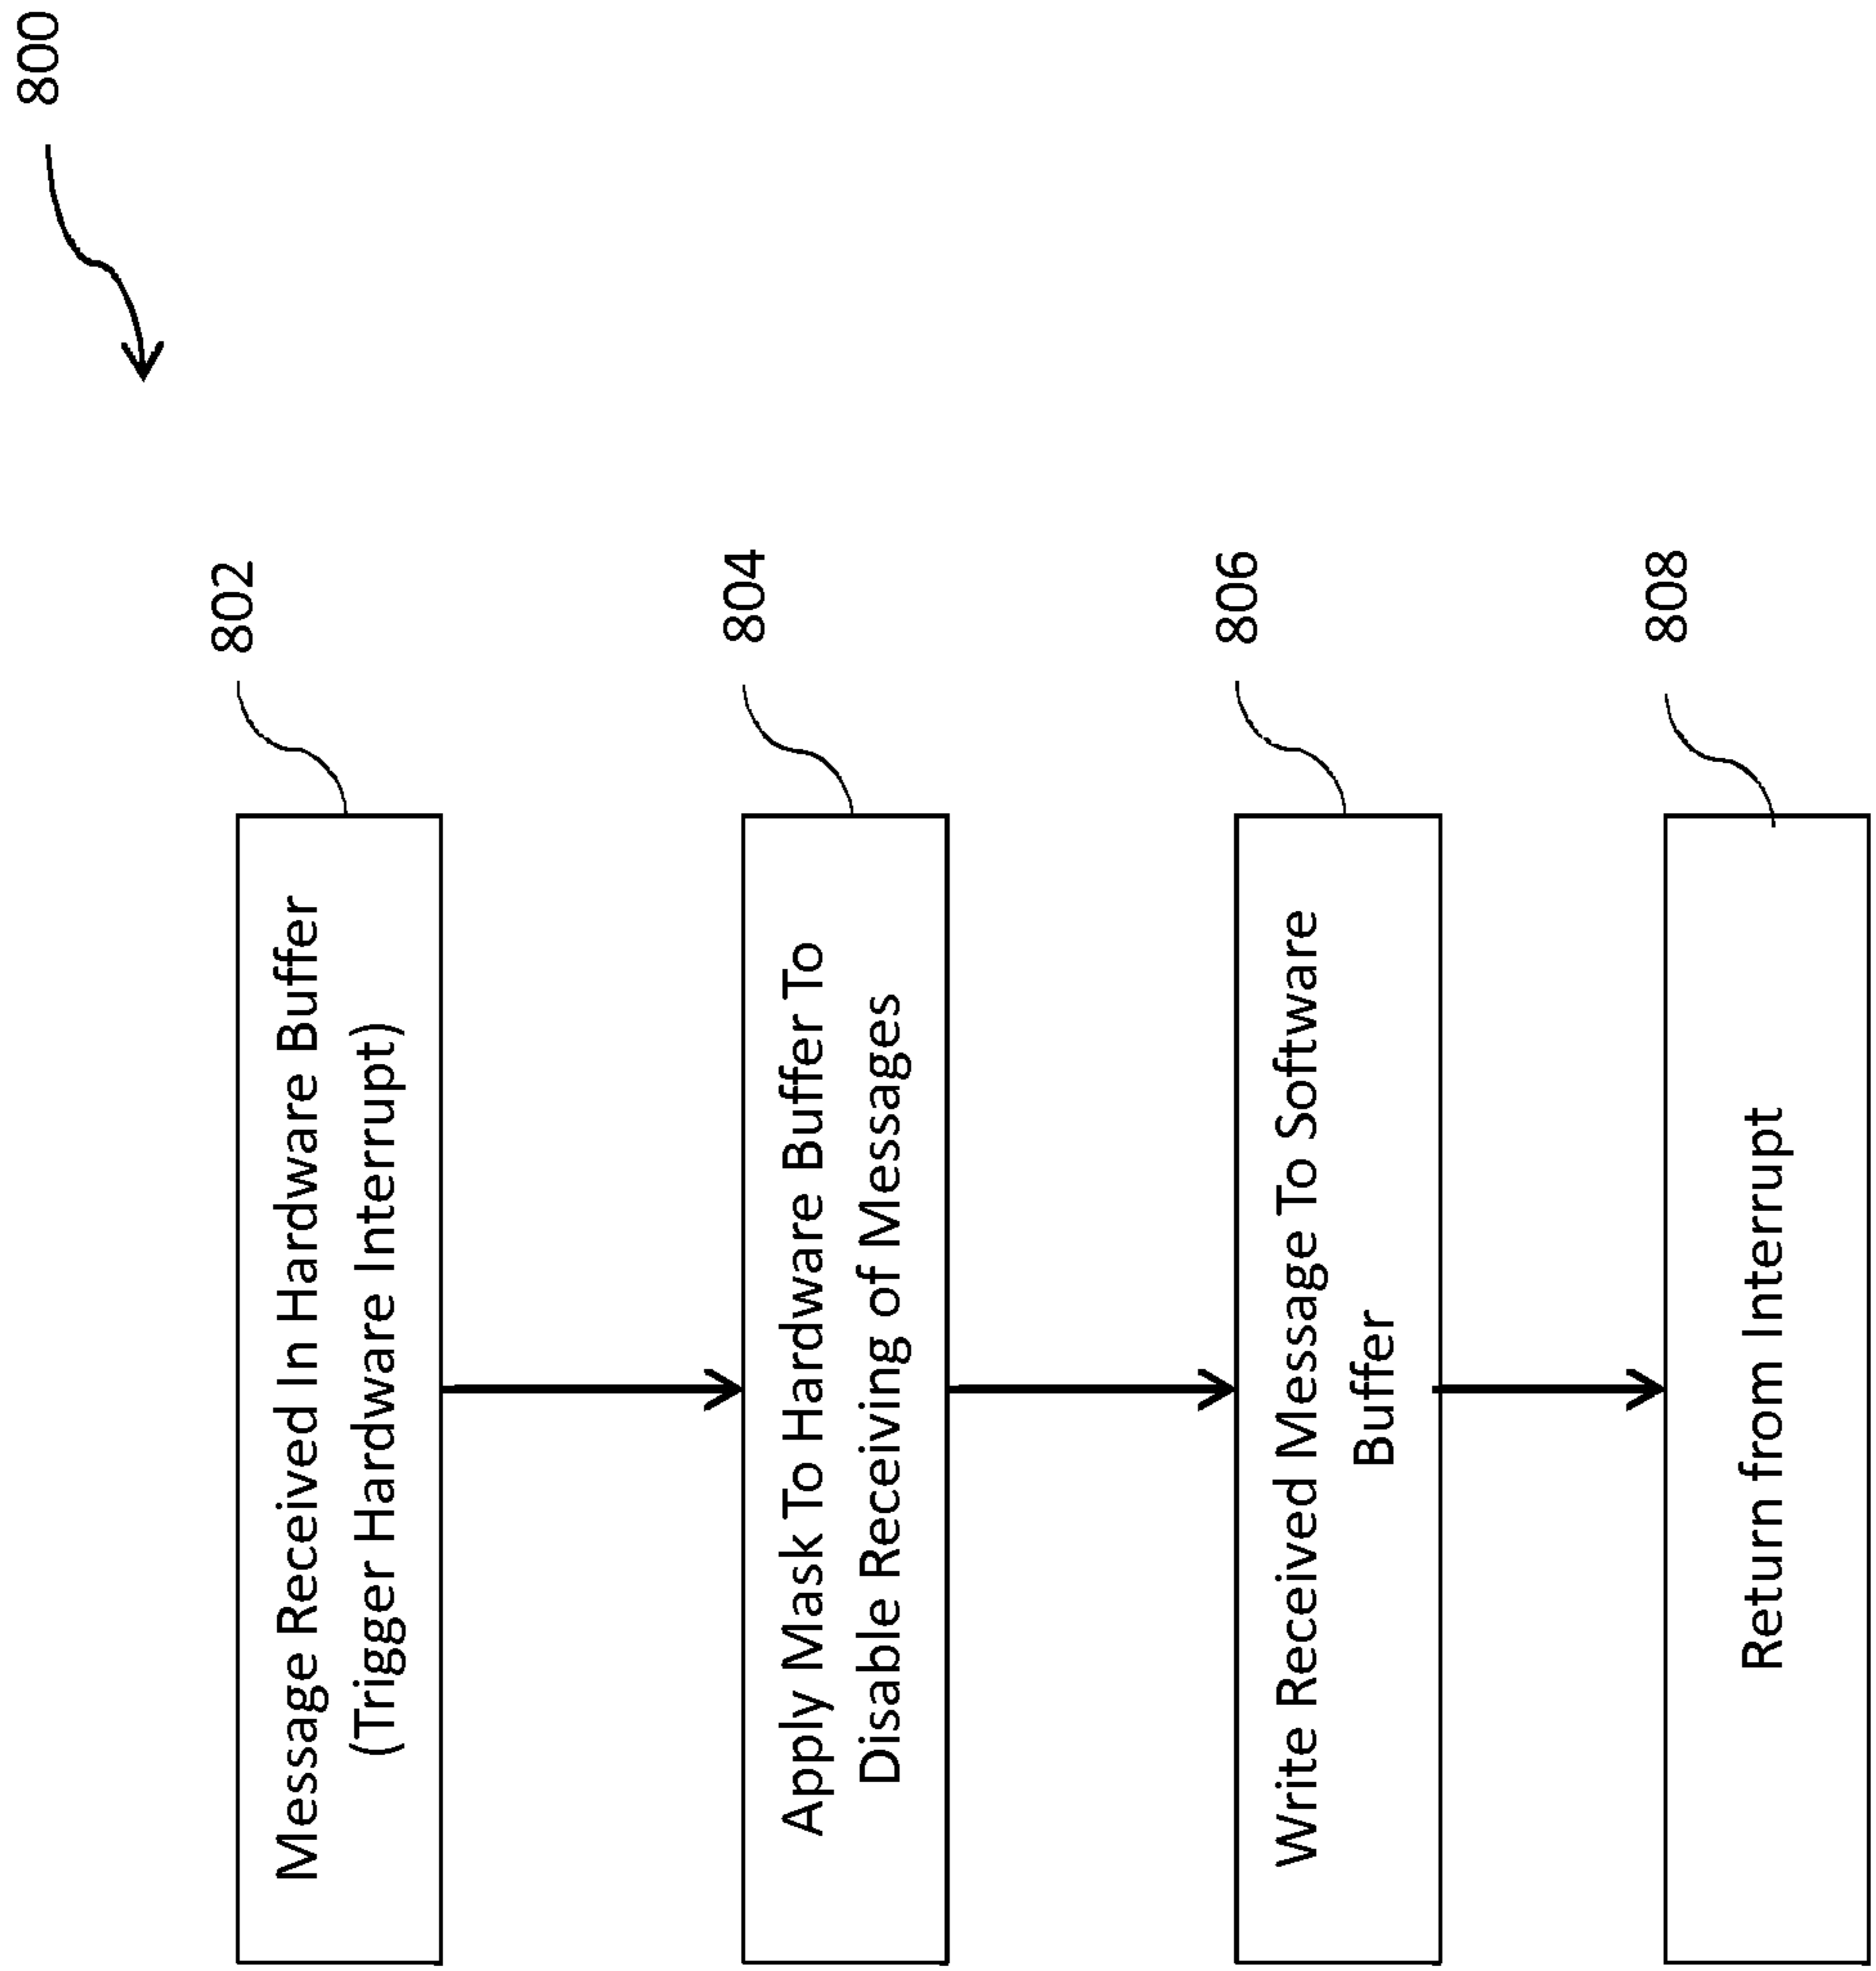 800
802
Message Received In Hardware Buffer
(Trigger Hardware Interrupt)
804
Apply Mask To Hardware Buffer To
Disable Receiving of Messages
806
Write Received Message To Software
Buffer
808
Return from Interrupt